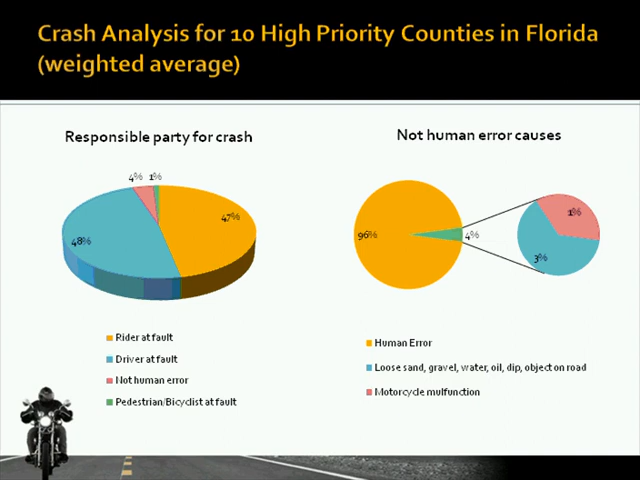 Crash Analysis for 10 High Priority Counties in Florida
(weighted average)
Responsible party for crash
4%
1%
47%
48%
Rider at fault
Driver at fault
Not human error
Pedestrian/Bicyclist at fault
Not human error causes
96%
4%
1%
3%
Human Error
Loose sand, gravel, water, oil, dip, object on road
Motorcycle mulfunction